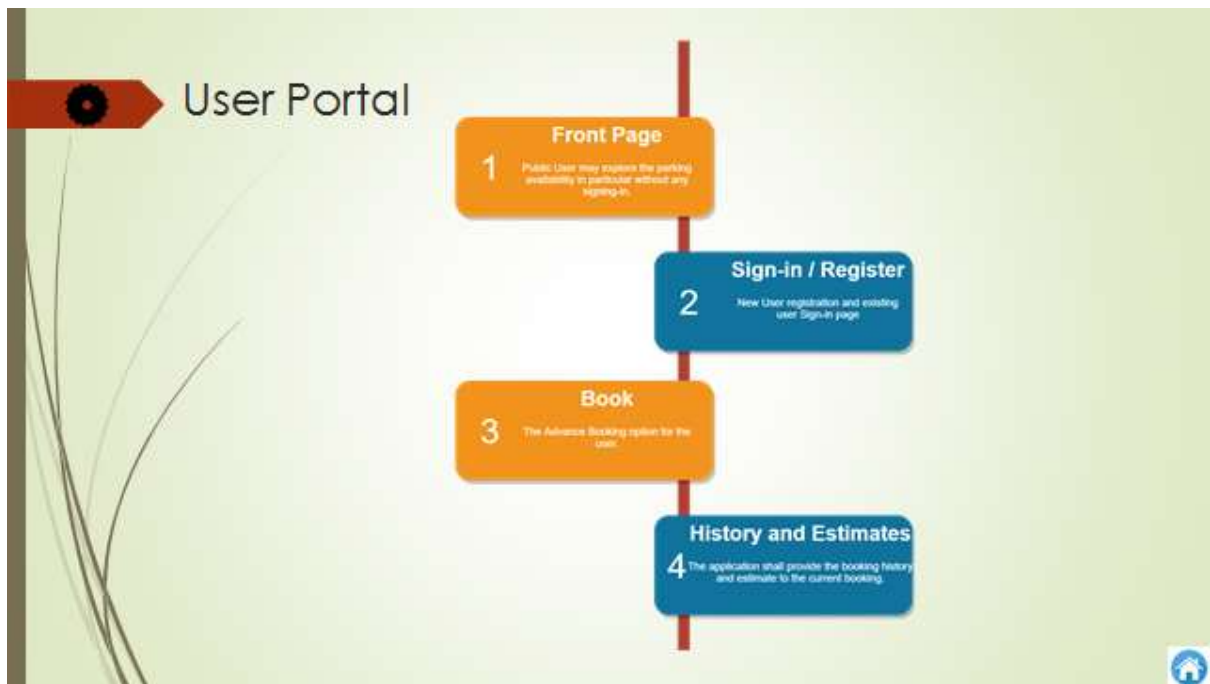 User Portal
Front Page
1
Public User may explore the parking
availability in particular without any
signing-in.
Sign-in / Register
2
New User registration and existing
user Sign-in page
Book
3
The Advance Booking option for the
user.
History and Estimates
4
The application shall provide the booking history
and estimate to the current booking.